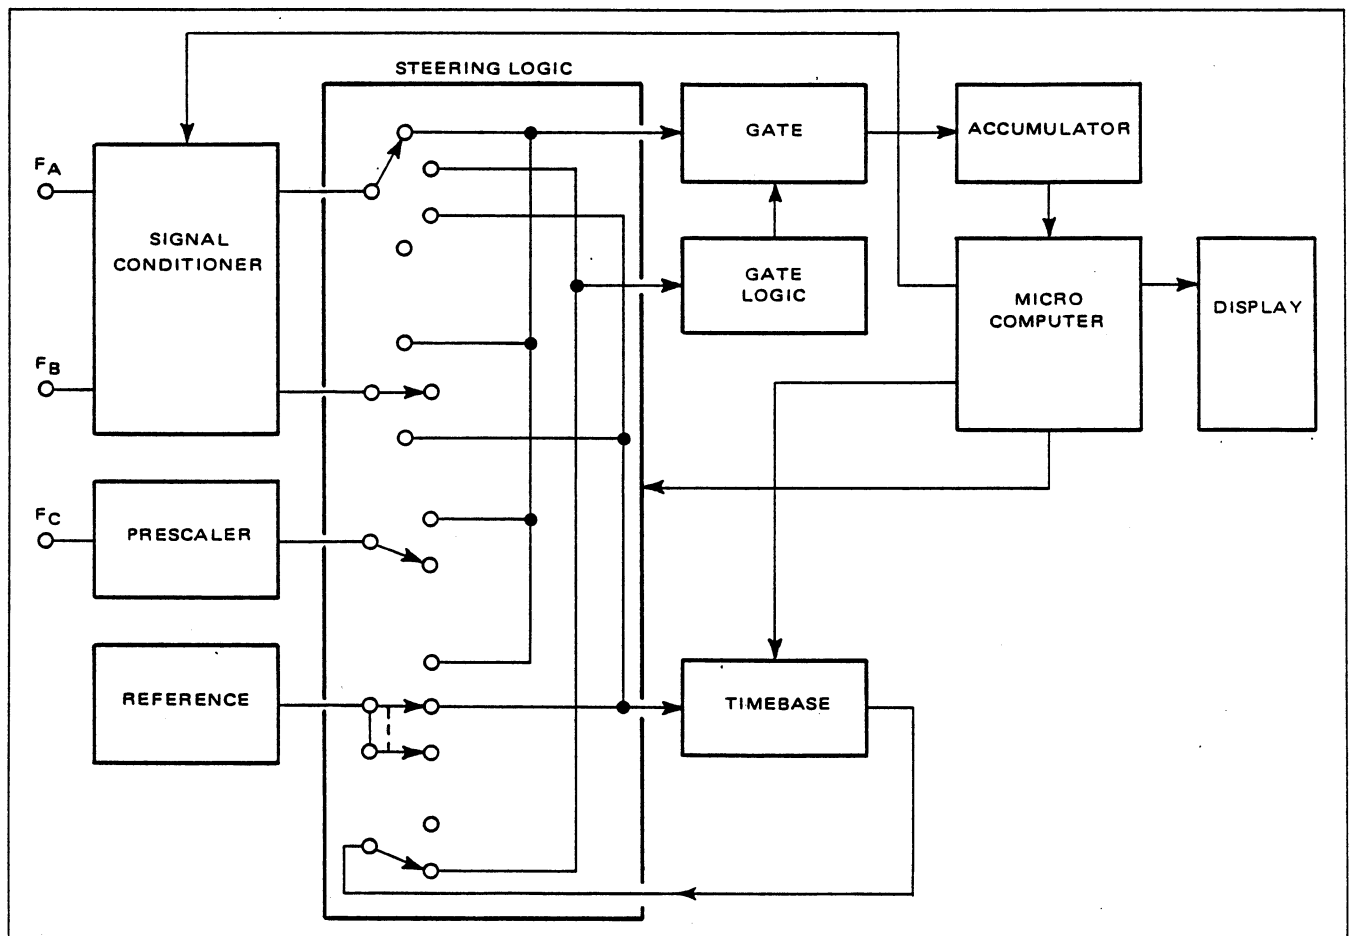 STEERING LOGIC
GATE
ACCUMULATOR
FA
SIGNAL
CONDITIONER
GATE
LOGIC
MICRO
COMPUTER
DISPLAY
FB
FC
PRESCALER
REFERENCE
TIMEBASE